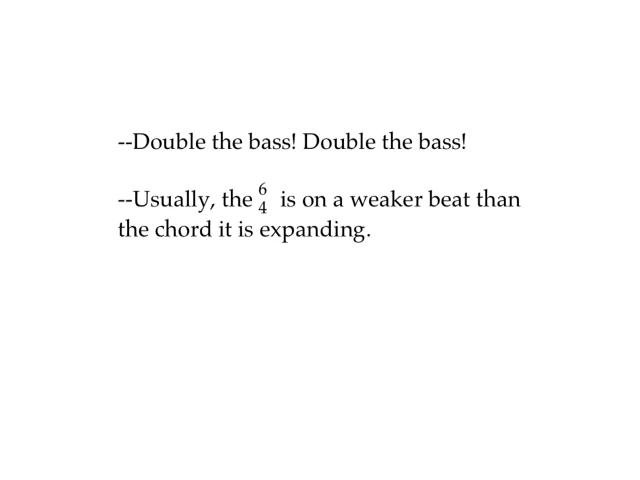 --Double the bass! Double the bass!
--Usually, the 6 4 is on a weaker beat than
the chord it is expanding.